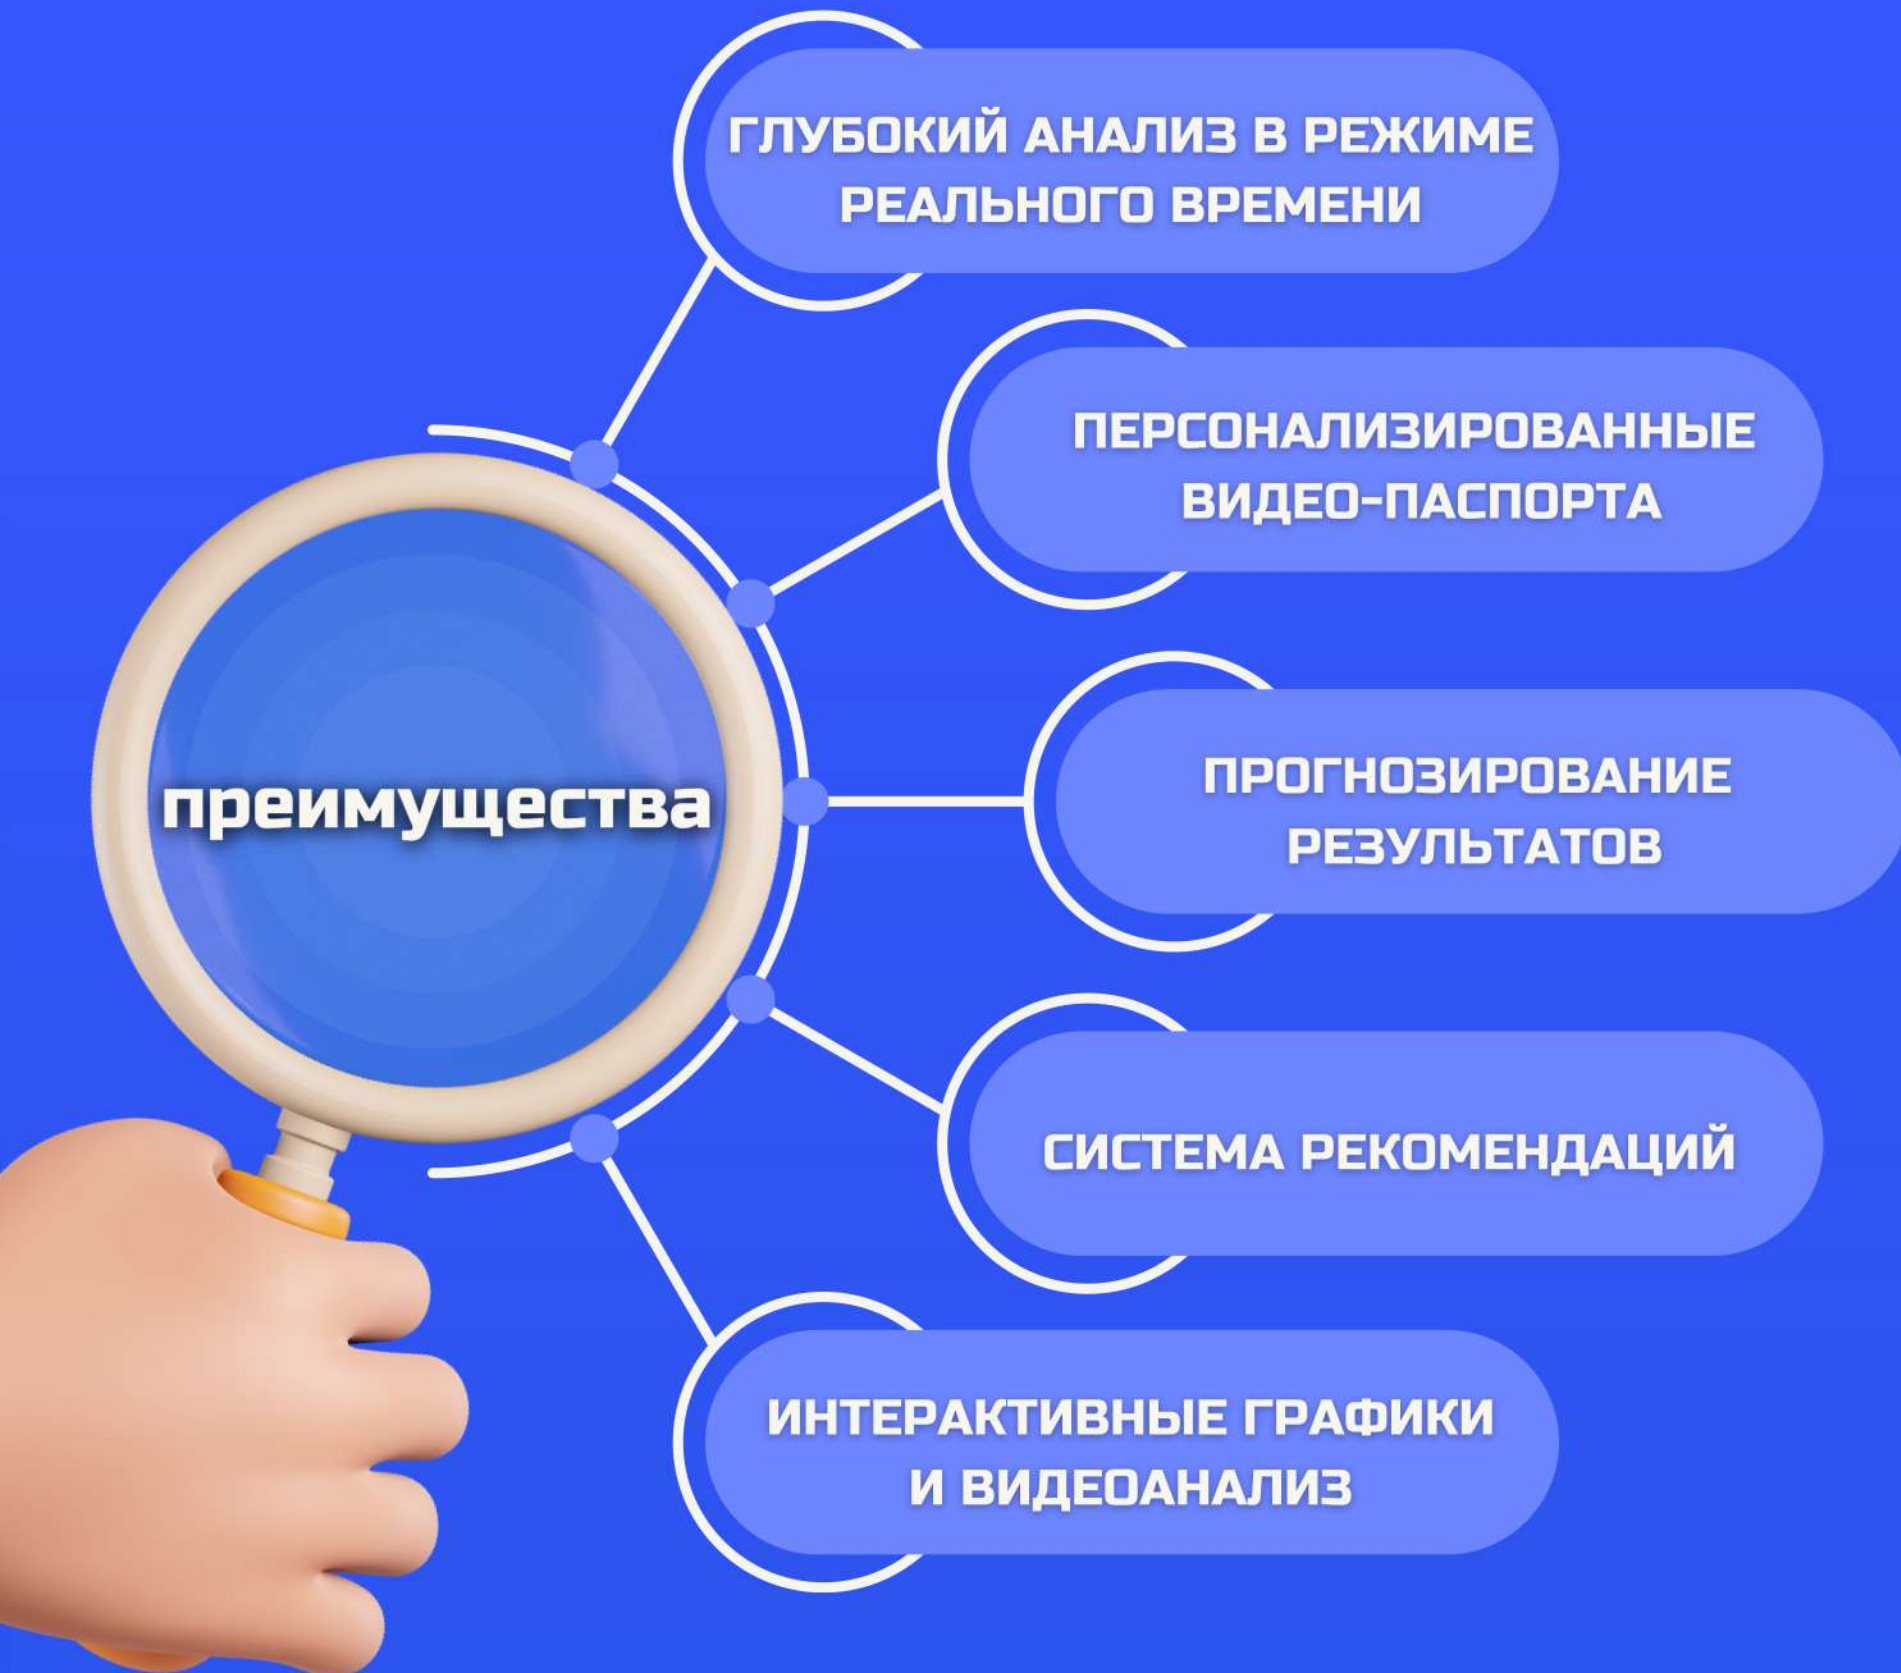 ГЛУБОКИЙ АНАЛИЗ В РЕЖИМЕ
РЕАЛЬНОГО ВРЕМЕНИ
ПЕРСОНАЛИЗИРОВАННЫЕ
ВИДЕО-ПАСПОРТА
преимущества
ПРОГНОЗИРОВАНИЕ
РЕЗУЛЬТАТОВ
СИСТЕМА РЕКОМЕНДАЦИЙ
ИНТЕРАКТИВНЫЕ ГРАФИКИ
И ВИДЕОАНАЛИЗ